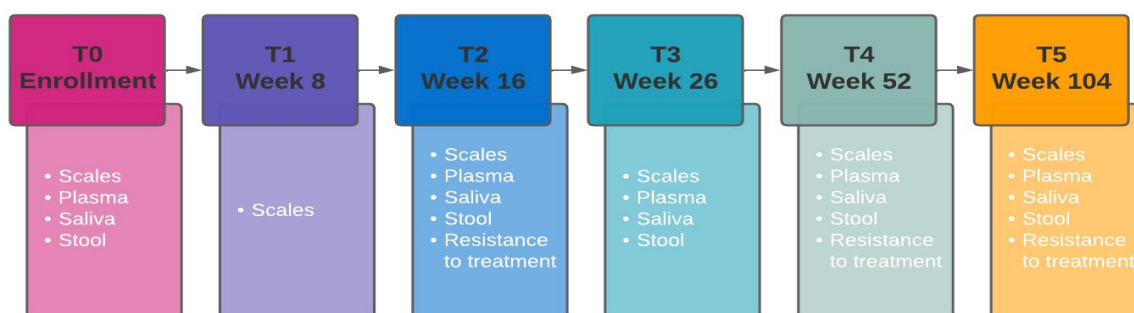 T0
Enrollment
• Scales
• Plasma
• Saliva
• Stool
T1
Week 8
• Scales
T2
Week 16
• Scales
• Plasma
• Saliva
• Stool
• Resistance
to treatment
T3
Week 26
• Scales
• Plasma
• Saliva
• Stool
T4
Week 52
• Scales
• Plasma
• Saliva
• Stool
• Resistance
to treatment
T5
Week 104
• Scales
• Plasma
• Saliva
• Stool
• Resistance
to treatment